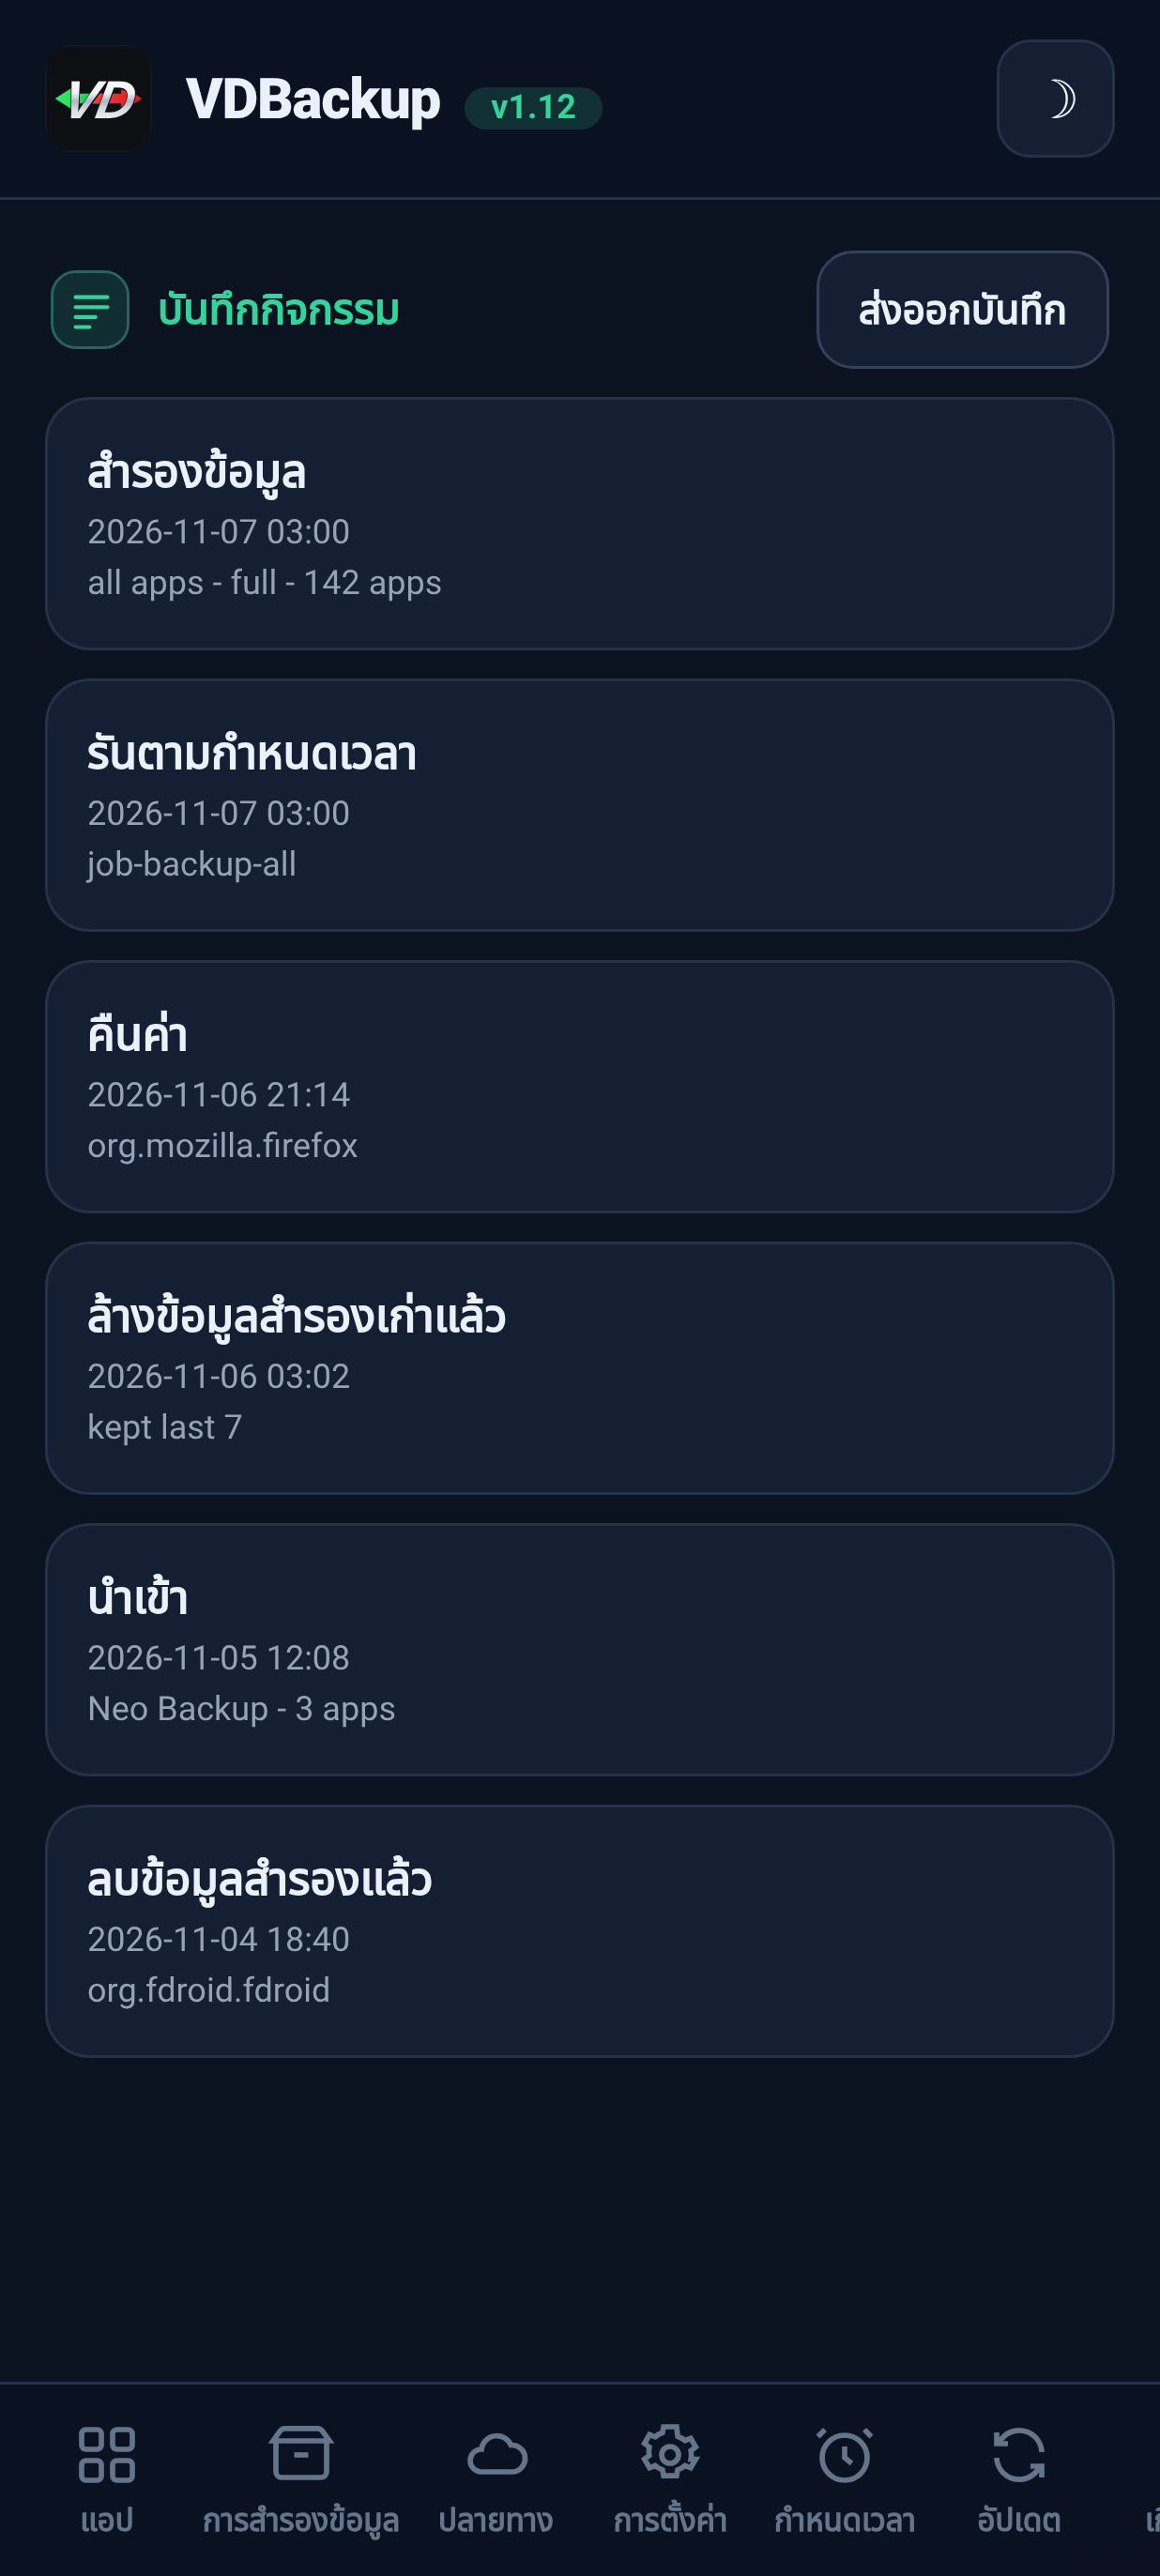 VD
VDBackup v1.12
บันทึกกิจกรรม
ส่งออกบันทึก
สำรองข้อมูล
2026-11-07 03:00
all apps - full - 142 apps
รันตามกำหนดเวลา
2026-11-07 03:00
job-backup-all
คืนค่า
2026-11-06 21:14
org.mozilla.firefox
ล้างข้อมูลสำรองเก่าแล้ว
2026-11-06 03:02
kept last 7
นำเข้า
2026-11-05 12:08
Neo Backup - 3 apps
ลบข้อมูลสำรองแล้ว
2026-11-04 18:40
org.fdroid.fdroid
แอป การสำรองข้อมูล ปลายทาง การตั้งค่า กำหนดเวลา อัปเดต